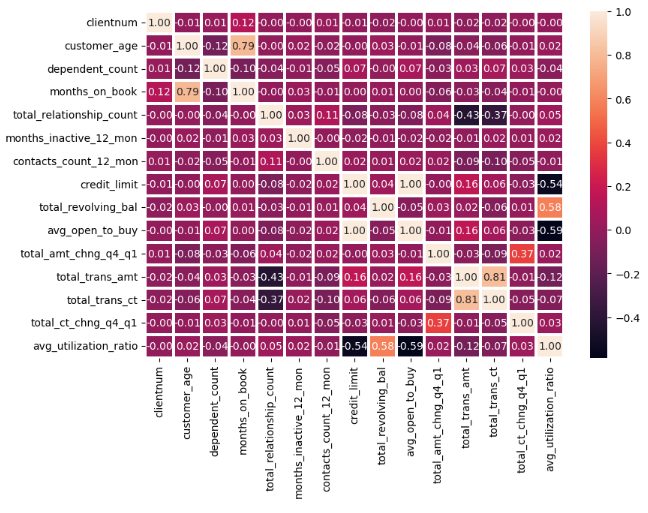 clientnum 1.00 -0.01 0.01 0.12 -0.00 -0.00 0.01 -0.01 -0.02 -0.00 0.01 -0.02 -0.02 -0.00 -0.00
customer_age -0.01 1.00 -0.12 0.79 -0.00 0.02 -0.02 -0.00 0.03 -0.01 -0.08 -0.04 -0.06 -0.01 0.02
dependent_count 0.01 -0.12 1.00 -0.10 -0.04 -0.01 -0.05 0.07 -0.00 0.07 -0.03 0.03 0.07 0.03 -0.04
months_on_book 0.12 0.79 -0.10 1.00 -0.00 0.03 -0.01 0.00 0.01 0.00 -0.06 -0.03 -0.04 -0.01 0.00
total_relationship_count -0.00 -0.00 -0.04 -0.00 1.00 0.03 0.11 -0.08 -0.03 -0.08 0.04 -0.43 -0.37 -0.00 0.05
months_inactive_12_mon -0.00 0.02 -0.01 0.03 0.03 1.00 -0.00 -0.02 -0.01 -0.02 -0.02 -0.01 0.02 0.01 0.02
contacts_count_12_mon 0.01 -0.02 -0.05 -0.01 0.11 -0.00 1.00 0.02 0.01 0.02 0.02 -0.09 -0.10 -0.05 -0.01
credit_limit -0.01 -0.00 0.07 0.00 -0.08 -0.02 0.02 1.00 0.04 1.00 -0.00 0.16 0.06 -0.03 -0.54
total_revolving_bal -0.02 0.03 -0.00 0.01 -0.03 -0.01 0.01 0.04 1.00 -0.05 0.03 0.02 -0.06 0.01 0.58
avg_open_to_buy -0.00 -0.01 0.07 0.00 -0.08 -0.02 0.02 1.00 -0.05 1.00 -0.01 0.16 0.06 -0.03 -0.59
total_amt_chng_q4_q1 0.01 -0.08 -0.03 -0.06 0.04 -0.02 0.02 -0.00 0.03 -0.01 1.00 -0.03 -0.09 0.37 0.02
total_trans_amt -0.02 -0.04 0.03 -0.03 -0.43 -0.01 -0.09 0.16 0.02 0.16 -0.03 1.00 0.81 -0.01 -0.12
total_trans_ct -0.02 -0.06 0.07 -0.04 -0.37 0.02 -0.10 0.06 -0.06 0.06 -0.09 0.81 1.00 -0.05 -0.07
total_ct_chng_q4_q1 -0.00 -0.01 0.03 -0.01 -0.00 0.01 -0.05 -0.03 0.01 -0.03 0.37 -0.01 -0.05 1.00 0.03
avg_utilization_ratio -0.00 0.02 -0.04 -0.00 0.05 0.02 -0.01 -0.54 0.58 -0.59 0.02 -0.12 -0.07 0.03 1.00
clientnum
customer_age
dependent_count
months_on_book
total_relationship_count
months_inactive_12_mon
contacts_count_12_mon
credit_limit
total_revolving_bal
avg_open_to_buy
total_amt_chng_q4_q1
total_trans_amt
total_trans_ct
total_ct_chng_q4_q1
avg_utilization_ratio
1.0
0.8
0.6
0.4
0.2
0.0
−0.2
−0.4